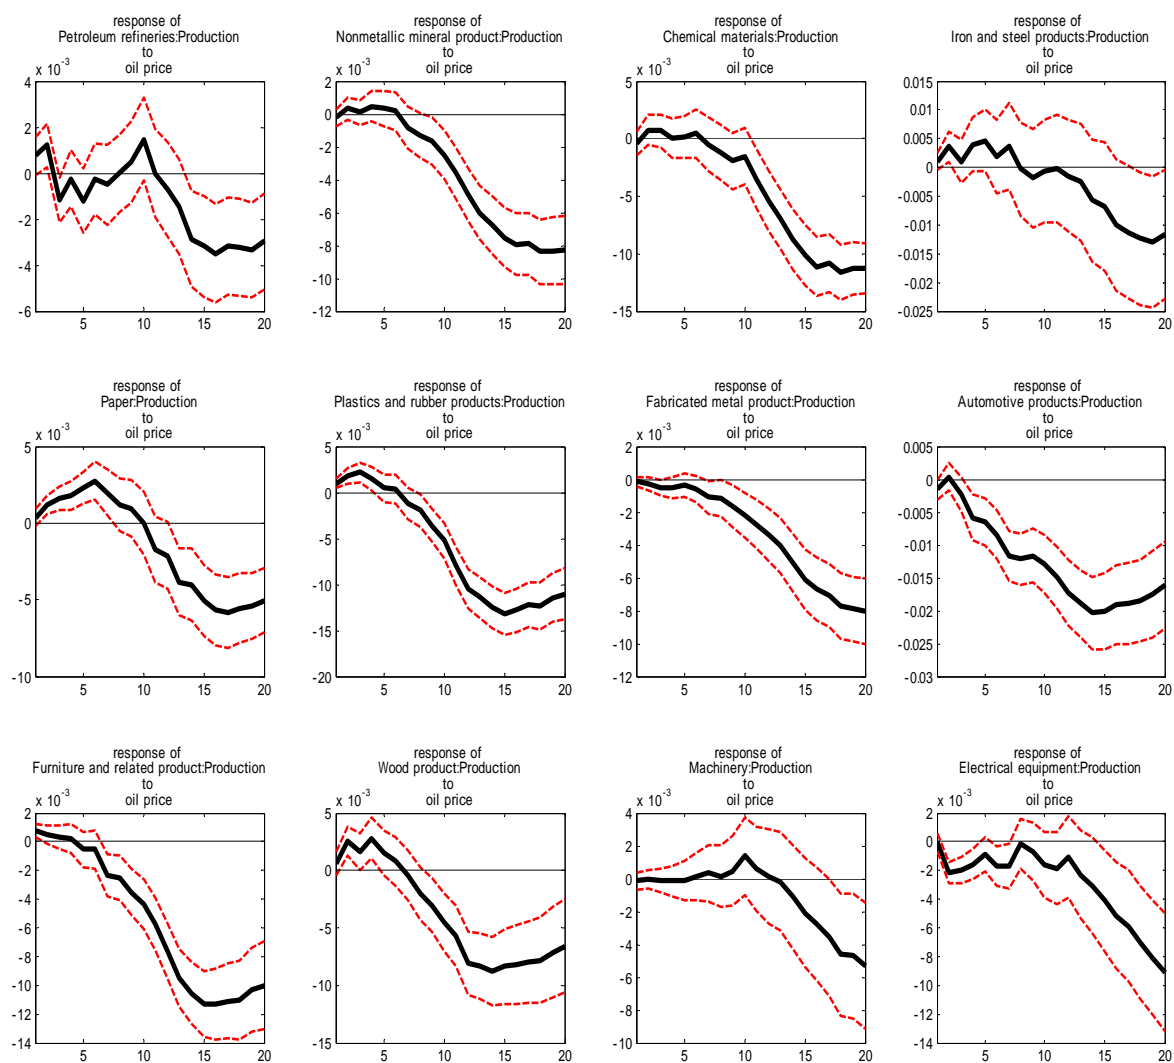 response of
Petroleum refineries:Production
to
oil price
x 10^-3
4
2
0
-2
-4
-6
5
10
15
20
response of
Nonmetallic mineral product:Production
to
oil price
x 10^-3
2
0
-2
-4
-6
-8
-10
-12
5
10
15
20
response of
Chemical materials:Production
to
oil price
x 10^-3
5
0
-5
-10
-15
5
10
15
20
response of
Iron and steel products:Production
to
oil price
0.015
0.01
0.005
0
-0.005
-0.01
-0.015
-0.02
-0.025
5
10
15
20
response of
Paper:Production
to
oil price
x 10^-3
5
0
-5
-10
5
10
15
20
response of
Plastics and rubber products:Production
to
oil price
x 10^-3
5
0
-5
-10
-15
-20
5
10
15
20
response of
Fabricated metal product:Production
to
oil price
x 10^-3
2
0
-2
-4
-6
-8
-10
-12
5
10
15
20
response of
Automotive products:Production
to
oil price
0.005
0
-0.005
-0.01
-0.015
-0.02
-0.025
-0.03
5
10
15
20
response of
Furniture and related product:Production
to
oil price
x 10^-3
2
0
-2
-4
-6
-8
-10
-12
-14
5
10
15
20
response of
Wood product:Production
to
oil price
x 10^-3
5
0
-5
-10
-15
5
10
15
20
response of
Machinery:Production
to
oil price
x 10^-3
4
2
0
-2
-4
-6
-8
-10
5
10
15
20
response of
Electrical equipment:Production
to
oil price
x 10^-3
2
0
-2
-4
-6
-8
-10
-12
-14
5
10
15
20